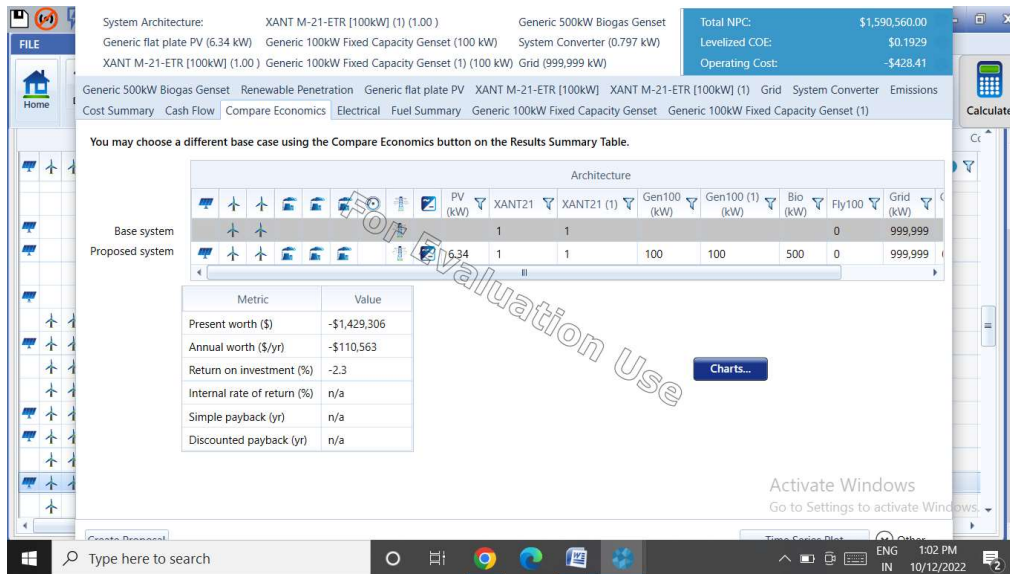 System Architecture: XANT M-21-ETR [100kW] (1) (1.00 ) Generic 500kW Biogas Genset
Generic flat plate PV (6.34 kW) Generic 100kW Fixed Capacity Genset (100 kW) System Converter (0.797 kW)
XANT M-21-ETR [100kW] (1.00 ) Generic 100kW Fixed Capacity Genset (1) (100 kW) Grid (999,999 kW)
Total NPC: $1,590,560.00
Levelized COE: $0.1929
Operating Cost: -$428.41
FILE
Home
Calculate
Generic 500kW Biogas Genset Renewable Penetration Generic flat plate PV XANT M-21-ETR [100kW] XANT M-21-ETR [100kW] (1) Grid System Converter Emissions
Cost Summary Cash Flow Compare Economics Electrical Fuel Summary Generic 100kW Fixed Capacity Genset Generic 100kW Fixed Capacity Genset (1)
You may choose a different base case using the Compare Economics button on the Results Summary Table.
Architecture
PV (kW) XANT21 XANT21 (1) Gen100 (kW) Gen100 (1) (kW) Bio (kW) Fly100 Grid (kW)
Base system 1 1 0 999,999
Proposed system 6.34 1 1 100 100 500 0 999,999
Metric Value
Present worth ($) -$1,429,306
Annual worth ($/yr) -$110,563
Return on investment (%) -2.3
Internal rate of return (%) n/a
Simple payback (yr) n/a
Discounted payback (yr) n/a
Charts...
For Evaluation Use
Activate Windows
Go to Settings to activate Windows.
Create Proposal
Time Series Plot
Other
Type here to search
ENG 1:02 PM
IN 10/12/2022
2